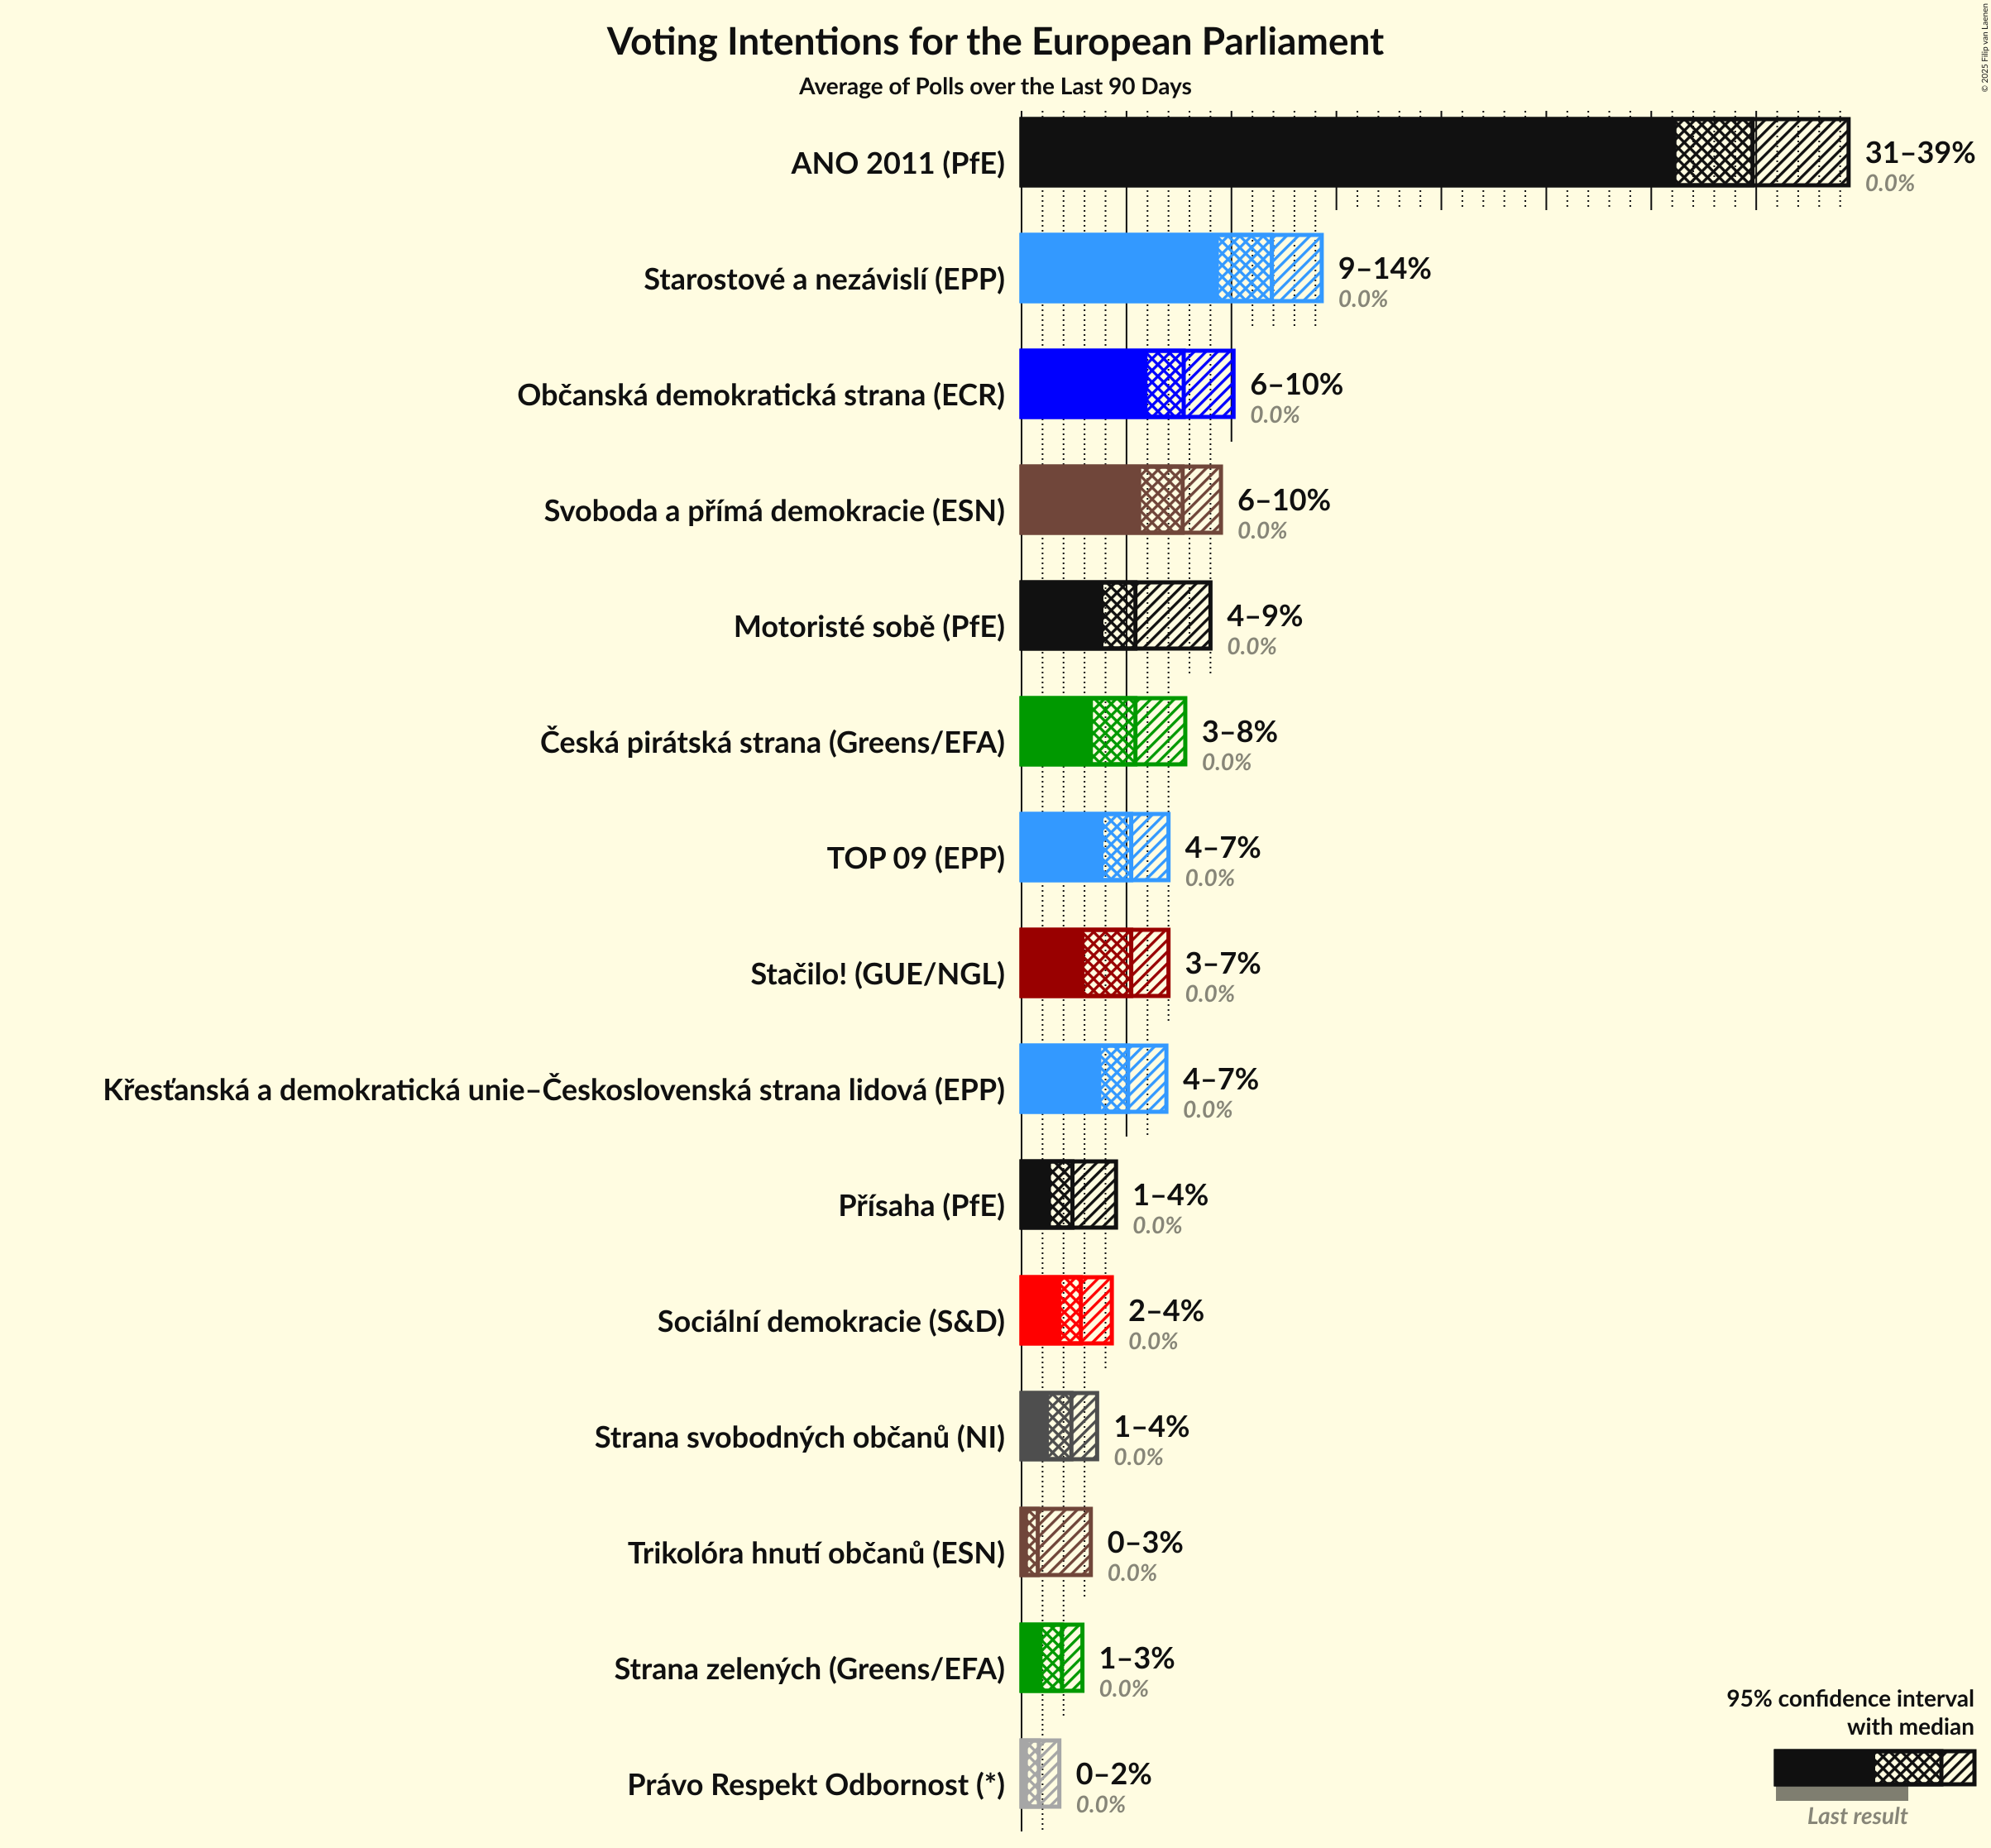 Voting Intentions for the European Parliament
Average of Polls over the Last 90 Days
© 2025 Filip van Laenen
ANO 2011 (PfE)
31–39%
0.0%
Starostové a nezávislí (EPP)
9–14%
0.0%
Občanská demokratická strana (ECR)
6–10%
0.0%
Svoboda a přímá demokracie (ESN)
6–10%
0.0%
Motoristé sobě (PfE)
4–9%
0.0%
Česká pirátská strana (Greens/EFA)
3–8%
0.0%
TOP 09 (EPP)
4–7%
0.0%
Stačilo! (GUE/NGL)
3–7%
0.0%
Křesťanská a demokratická unie–Československá strana lidová (EPP)
4–7%
0.0%
Přísaha (PfE)
1–4%
0.0%
Sociální demokracie (S&D)
2–4%
0.0%
Strana svobodných občanů (NI)
1–4%
0.0%
Trikolóra hnutí občanů (ESN)
0–3%
0.0%
Strana zelených (Greens/EFA)
1–3%
0.0%
Právo Respekt Odbornost (*)
0–2%
0.0%
95% confidence interval
with median
Last result